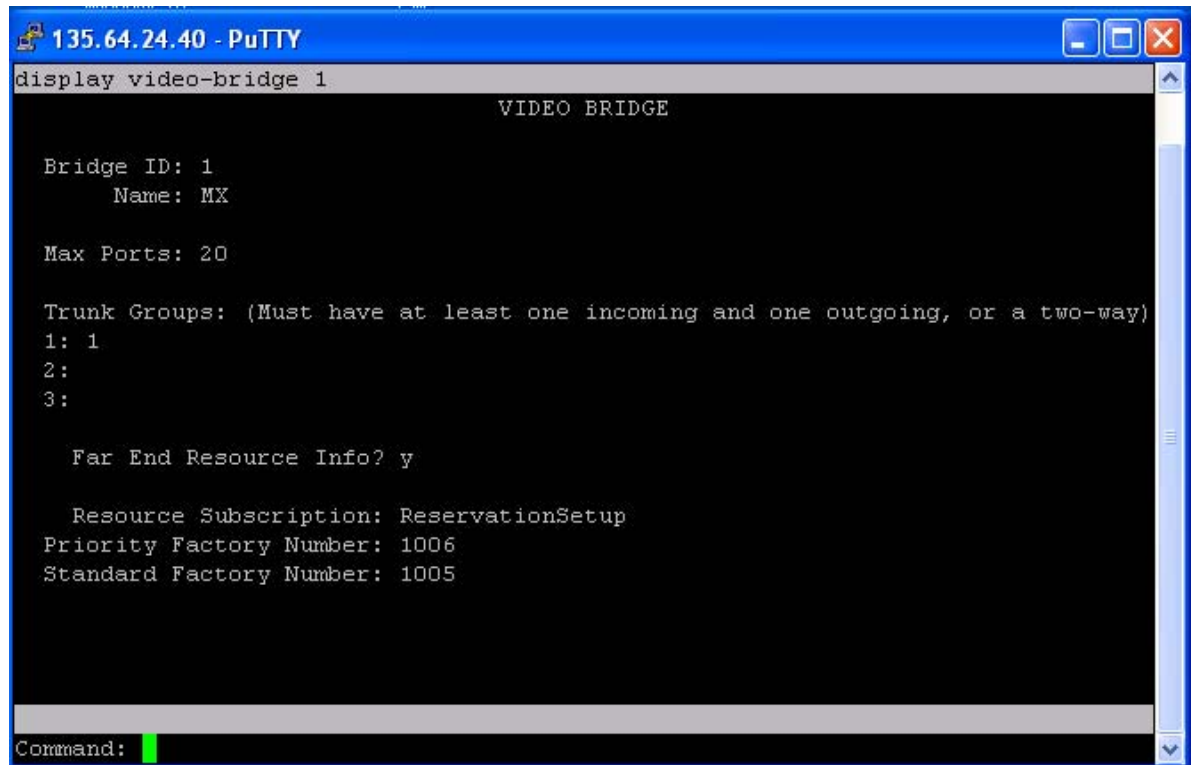 135.64.24.40 - PuTTY
display video-bridge 1
VIDEO BRIDGE
Bridge ID: 1
Name: MX
Max Ports: 20
Trunk Groups: (Must have at least one incoming and one outgoing, or a two-way)
1: 1
2:
3:
Far End Resource Info? y
Resource Subscription: ReservationSetup
Priority Factory Number: 1006
Standard Factory Number: 1005
Command: